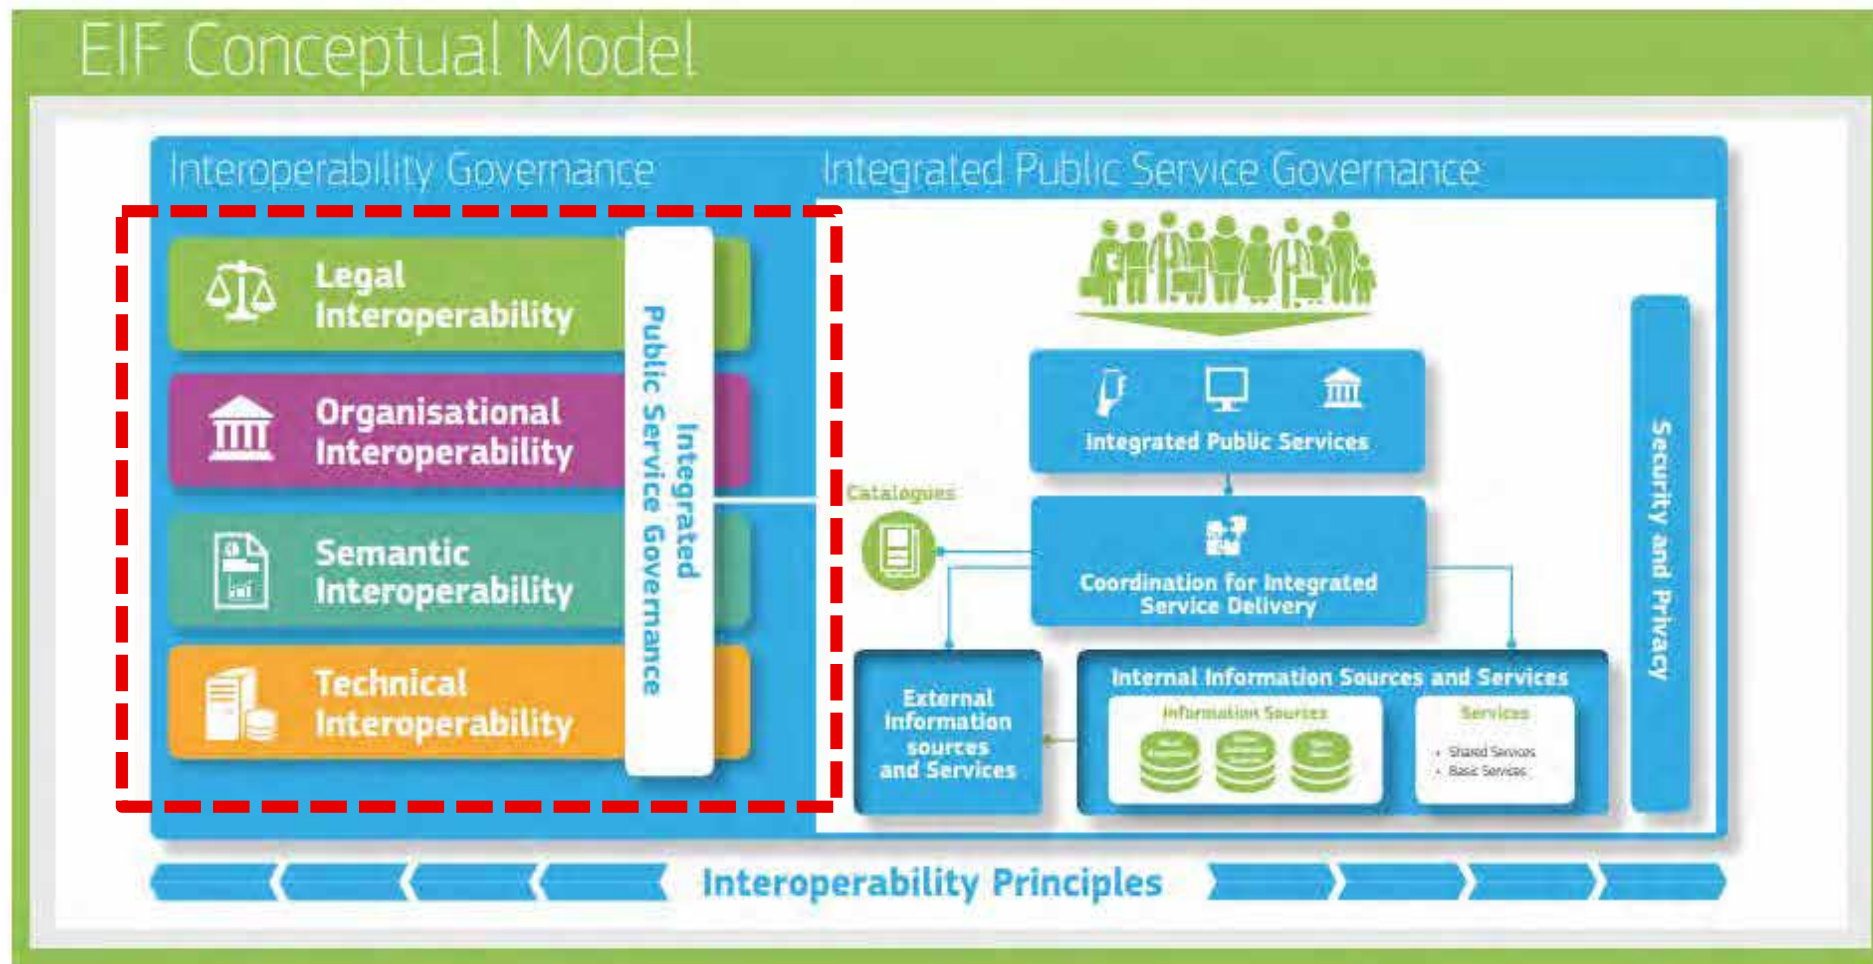 EIF Conceptual Model
Interoperability Governance
Integrated Public Service Governance
Legal
Interoperability
Organisational
Interoperability
Semantic
Interoperability
Technical
Interoperability
Integrated
Public Service Governance
Integrated Public Services
Catalogues
Coordination for Integrated
Service Delivery
External
Information
sources
and Services
Internal Information Sources and Services
Information Sources
Services
• Shared Services
• Basic Services
Security and Privacy
Interoperability Principles